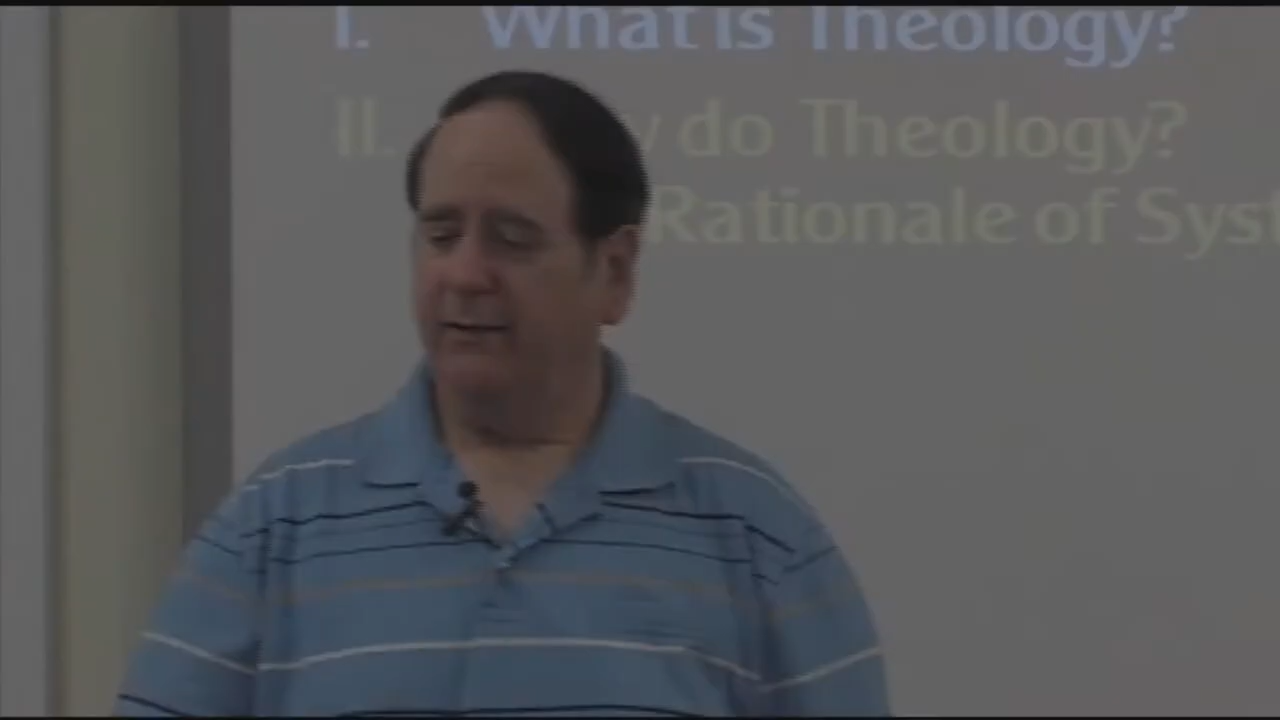 I. What is Theology?
II. do Theology?
Rationale of Syst